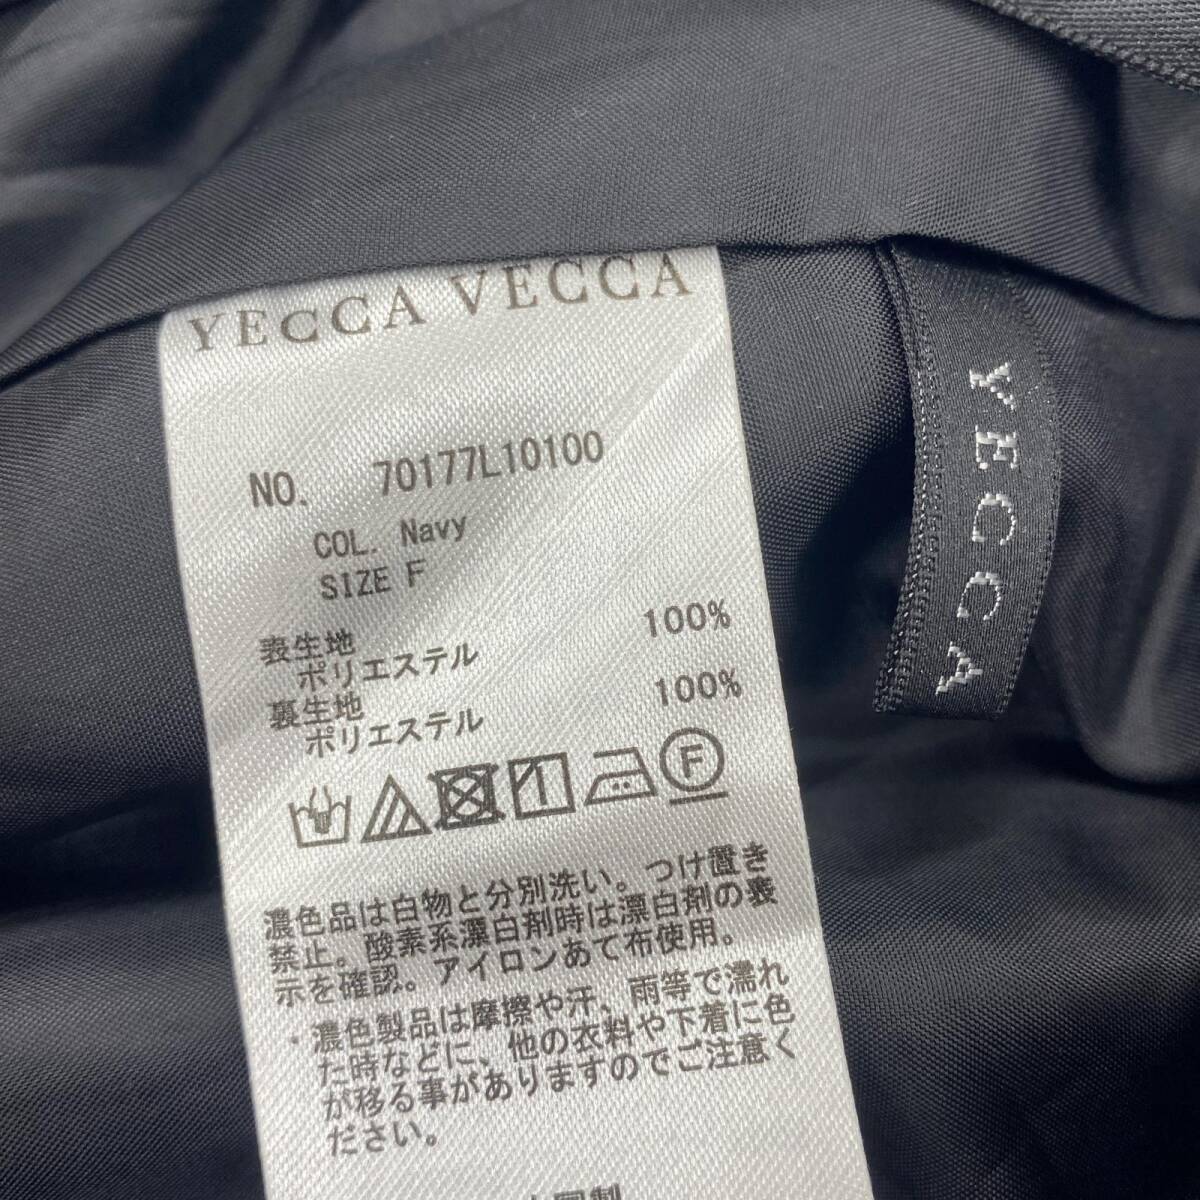 YECCA VECCA
NO. 70177L10100
COL. Navy
SIZE F
表生地
ポリエステル 100%
裏生地
ポリエステル 100%
F
濃色品は白物と分別洗い。つけ置き
禁止。酸素系漂白剤時は漂白剤の表
示を確認。アイロンあて布使用。
・濃色製品は摩擦や汗、雨等で濡れ
た時などに、他の衣料や下着に色
が移る事がありますのでご注意く
ださい。
国製
YECCA